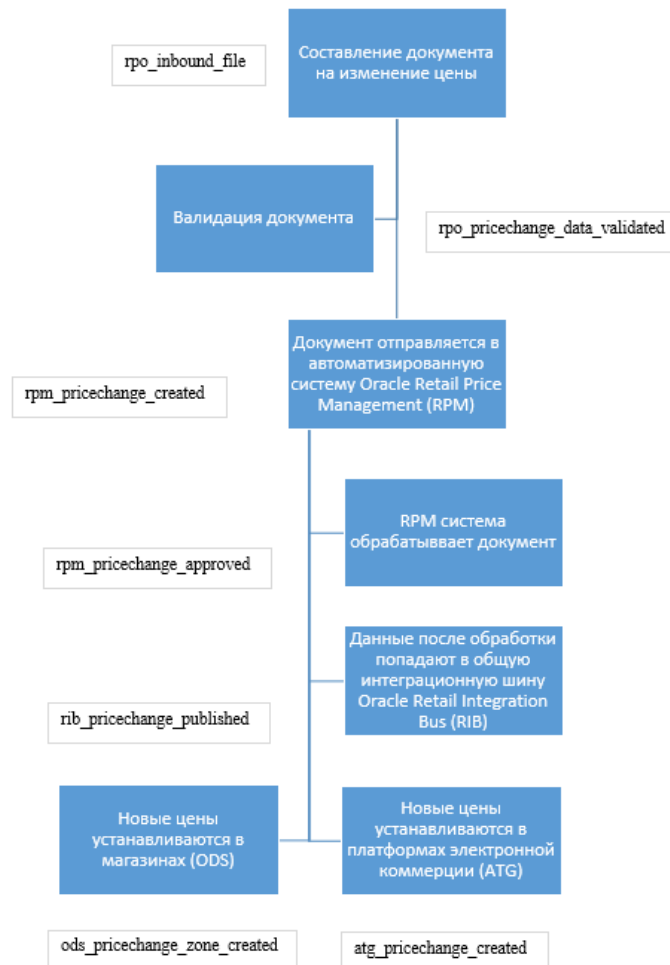 Составление документа
на изменение цены
rpo_inbound_file
Валидация документа
rpo_pricechange_data_validated
Документ отправляется в
автоматизированную
систему Oracle Retail Price
Management (RPM)
rpm_pricechange_created
RPM система
обрабатыввает документ
rpm_pricechange_approved
Данные после обработки
попадают в общую
интеграционную шину
Oracle Retail Integration
Bus (RIB)
rib_pricechange_published
Новые цены
устанавливаются в
магазинах (ODS)
Новые цены
устанавливаются в
платформах электронной
коммерции (ATG)
ods_pricechange_zone_created
atg_pricechange_created